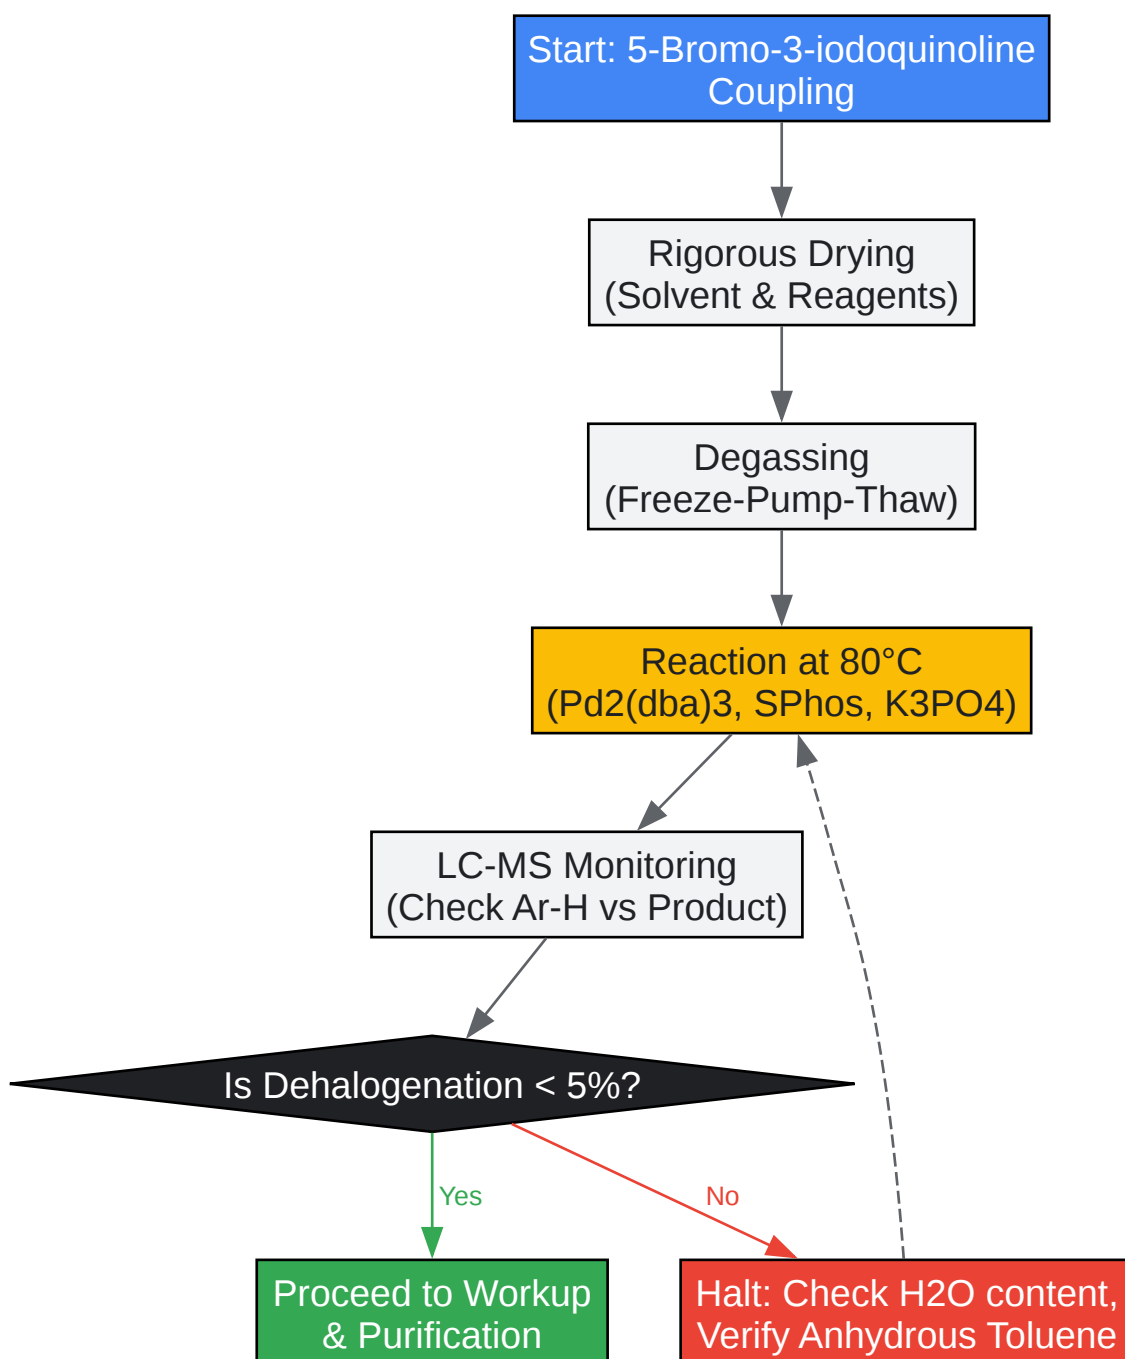 Start: 5-Bromo-3-iodoquinoline
Coupling
Rigorous Drying
(Solvent & Reagents)
Degassing
(Freeze-Pump-Thaw)
Reaction at 80°C
(Pd2(dba)3, SPhos, K3PO4)
LC-MS Monitoring
(Check Ar-H vs Product)
Is Dehalogenation < 5%?
Yes
No
Proceed to Workup
& Purification
Halt: Check H2O content,
Verify Anhydrous Toluene